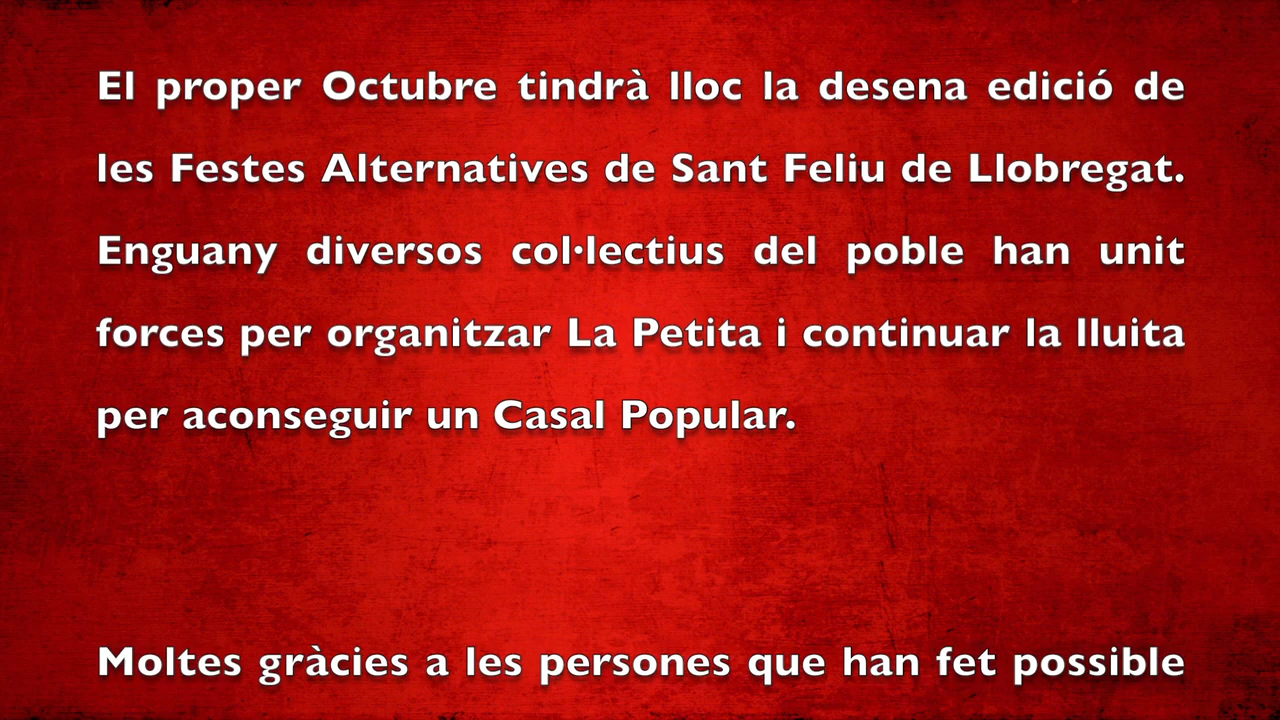 El proper Octubre tindrà lloc la desena edició de
les Festes Alternatives de Sant Feliu de Llobregat.
Enguany diversos col·lectius del poble han unit
forces per organitzar La Petita i continuar la lluita
per aconseguir un Casal Popular.
Moltes gràcies a les persones que han fet possible